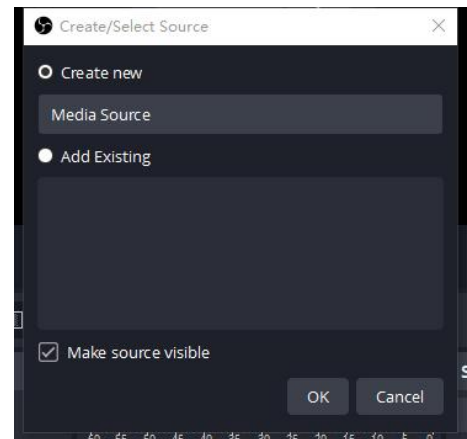 Create/Select Source
Create new
Media Source
Add Existing
Make source visible
OK Cancel